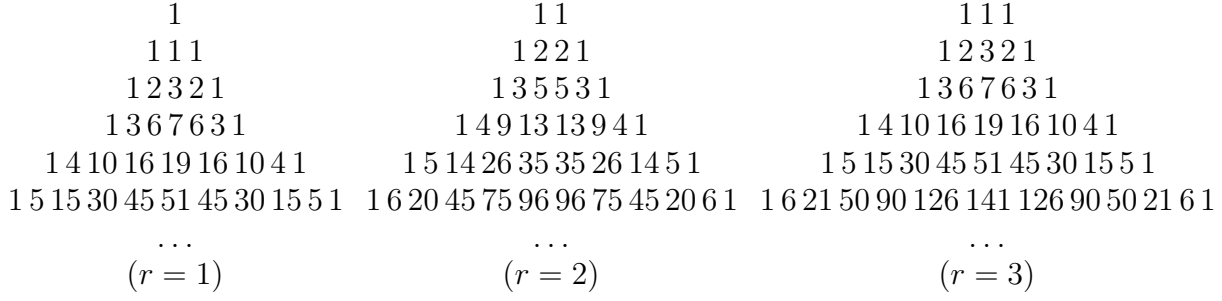 1
1 1 1
1 2 3 2 1
1 3 6 7 6 3 1
1 4 10 16 19 16 10 4 1
1 5 15 30 45 51 45 30 15 5 1
. . .
(r = 1)
1 1
1 2 2 1
1 3 5 5 3 1
1 4 9 13 13 9 4 1
1 5 14 26 35 35 26 14 5 1
1 6 20 45 75 96 96 75 45 20 6 1
. . .
(r = 2)
1 1 1
1 2 3 2 1
1 3 6 7 6 3 1
1 4 10 16 19 16 10 4 1
1 5 15 30 45 51 45 30 15 5 1
1 6 21 50 90 126 141 126 90 50 21 6 1
. . .
(r = 3)